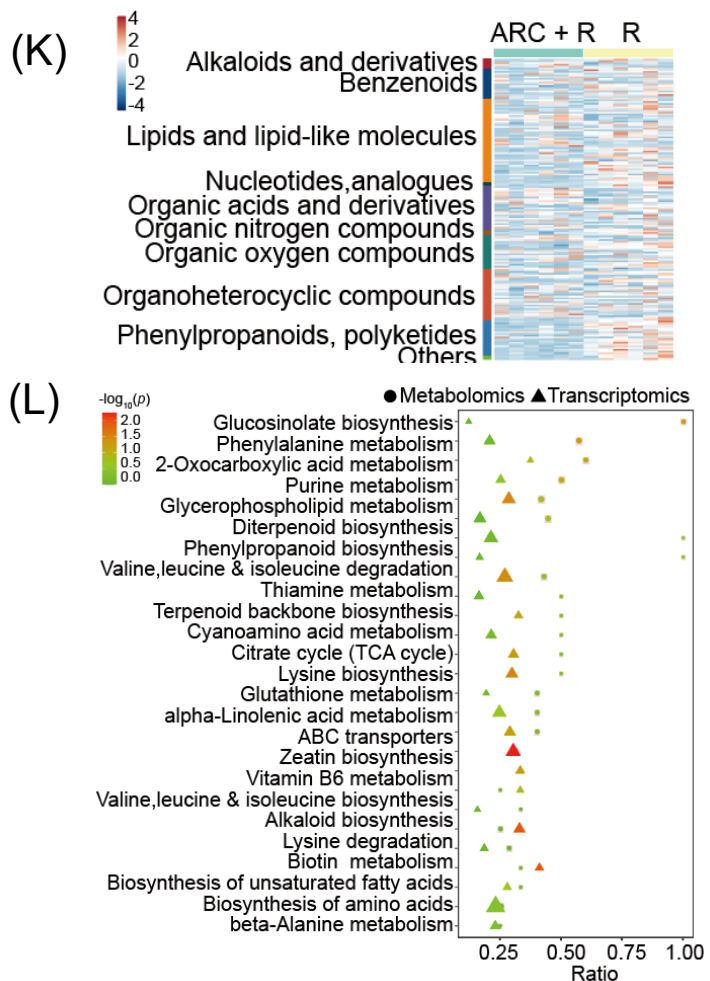 (K)
4
2
0
-2
-4
ARC + R R
Alkaloids and derivatives
Benzenoids
Lipids and lipid-like molecules
Nucleotides,analogues
Organic acids and derivatives
Organic nitrogen compounds
Organic oxygen compounds
Organoheterocyclic compounds
Phenylpropanoids, polyketides
Others
(L)
-log10(p)
2.0
1.5
1.0
0.5
0.0
Metabolomics Transcriptomics
Glucosinolate biosynthesis
Phenylalanine metabolism
2-Oxocarboxylic acid metabolism
Purine metabolism
Glycerophospholipid metabolism
Diterpenoid biosynthesis
Phenylpropanoid biosynthesis
Valine,leucine & isoleucine degradation
Thiamine metabolism
Terpenoid backbone biosynthesis
Cyanoamino acid metabolism
Citrate cycle (TCA cycle)
Lysine biosynthesis
Glutathione metabolism
alpha-Linolenic acid metabolism
ABC transporters
Zeatin biosynthesis
Vitamin B6 metabolism
Valine,leucine & isoleucine biosynthesis
Alkaloid biosynthesis
Lysine degradation
Biotin metabolism
Biosynthesis of unsaturated fatty acids
Biosynthesis of amino acids
beta-Alanine metabolism
0.25 0.50 0.75 1.00
Ratio